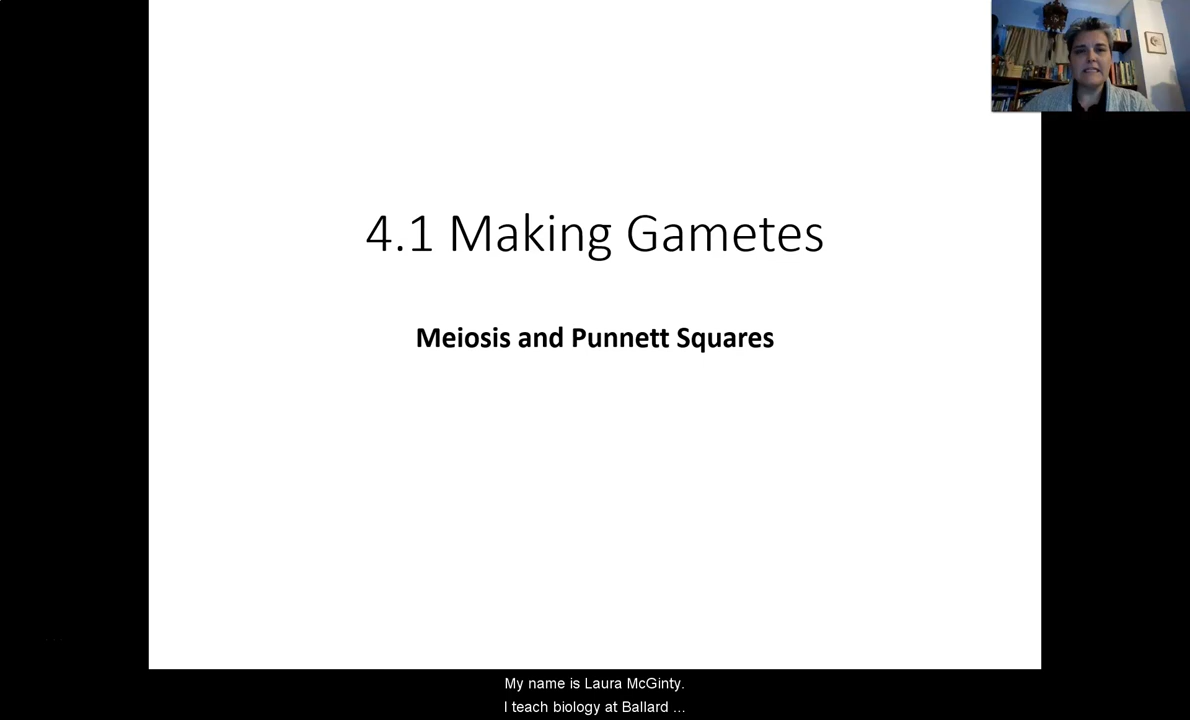 4.1 Making Gametes
Meiosis and Punnett Squares
My name is Laura McGinty.
I teach biology at Ballard ...